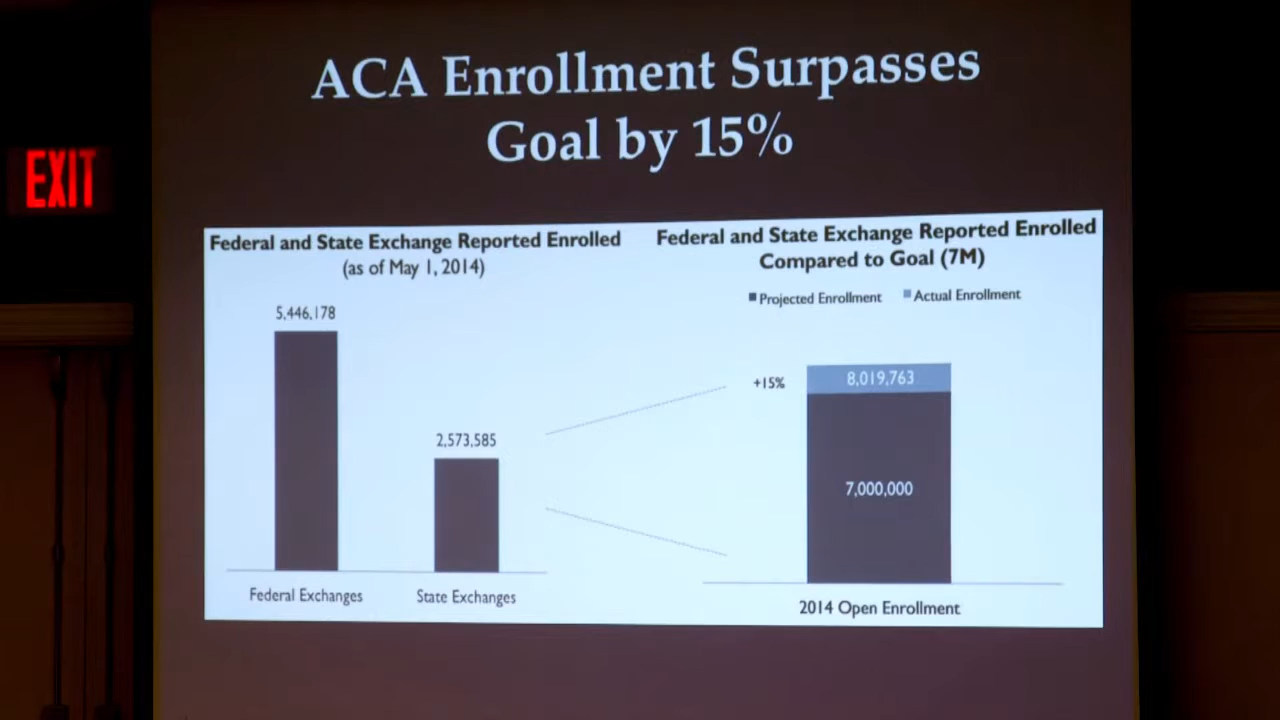 ACA Enrollment Surpasses
Goal by 15%
EXIT
Federal and State Exchange Reported Enrolled
(as of May 1, 2014)
5,446,178
2,573,585
Federal Exchanges
State Exchanges
Federal and State Exchange Reported Enrolled
Compared to Goal (7M)
Projected Enrollment
Actual Enrollment
+15%
8,019,763
7,000,000
2014 Open Enrollment